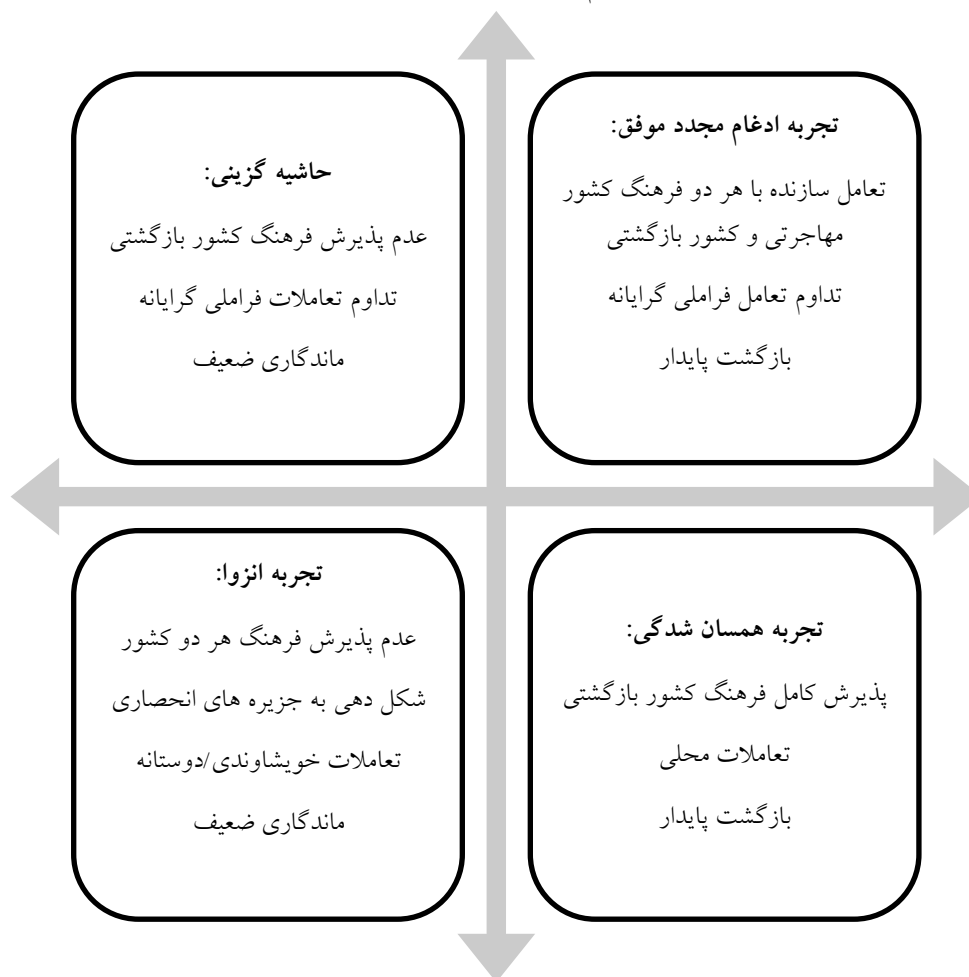 تجربه ادغام مجدد موفق:
تعامل سازنده با هر دو فرهنگ کشور
مهاجرتی و کشور بازگشتی
تداوم تعامل فراملی گرایانه
بازگشت پایدار
حاشیه گزینی:
عدم پذیرش فرهنگ کشور بازگشتی
تداوم تعاملات فراملی گرایانه
ماندگاری ضعیف
تجربه همسان شدگی:
پذیرش کامل فرهنگ کشور بازگشتی
تعاملات محلی
بازگشت پایدار
تجربه انزوا:
عدم پذیرش فرهنگ هر دو کشور
شکل دهی به جزیره های انحصاری
تعاملات خویشاوندی/دوستانه
ماندگاری ضعیف